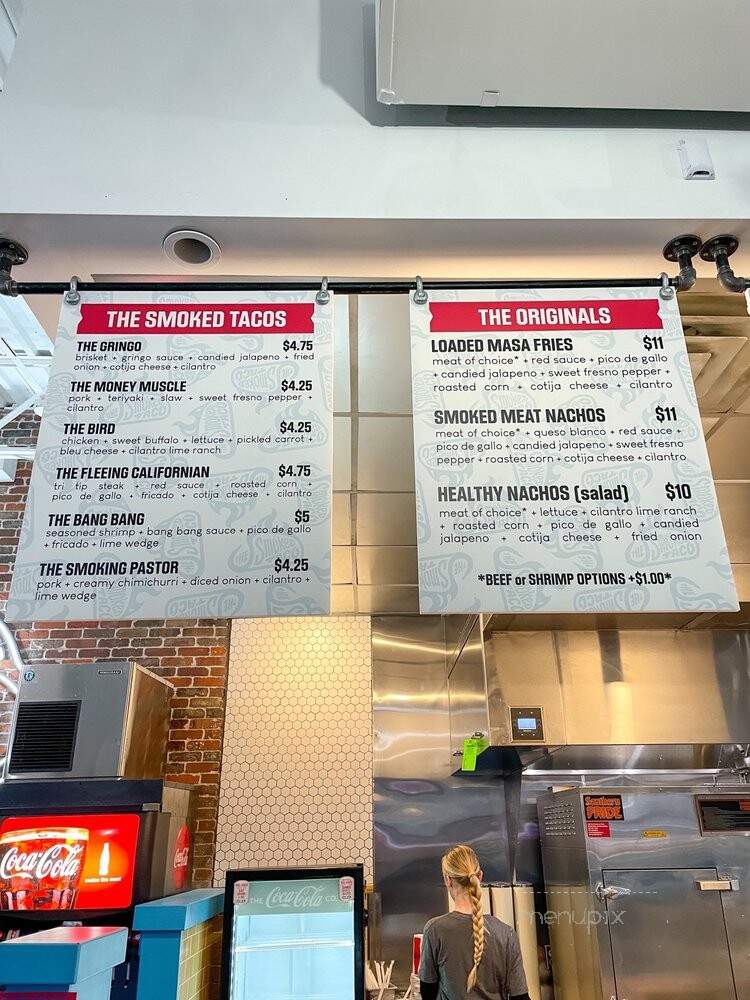 THE SMOKED TACOS
THE GRINGO $4.75
brisket + gringo sauce + candied jalapeno + fried
onion + cotija cheese + cilantro
THE MONEY MUSCLE $4.25
pork + teriyaki + slaw + sweet fresno pepper +
cilantro
THE BIRD $4.25
chicken + sweet buffalo + lettuce + pickled carrot +
bleu cheese + cilantro lime ranch
THE FLEEING CALIFORNIAN $4.75
tri tip steak + red sauce + roasted corn +
pico de gallo + fricado + cotija cheese + cilantro
THE BANG BANG $5
seasoned shrimp + bang bang sauce + pico de gallo
+ fricado + lime wedge
THE SMOKING PASTOR $4.25
pork + creamy chimichurri + diced onion + cilantro +
lime wedge
THE ORIGINALS
LOADED MASA FRIES $11
meat of choice* + red sauce + pico de gallo
+ candied jalapeno + sweet fresno pepper +
roasted corn + cotija cheese + cilantro
SMOKED MEAT NACHOS $11
meat of choice* + queso blanco + red sauce +
pico de gallo + candied jalapeno + sweet fresno
pepper + roasted corn + cotija cheese + cilantro
HEALTHY NACHOS (salad) $10
meat of choice* + lettuce + cilantro lime ranch
+ roasted corn + pico de gallo + candied
jalapeno + cotija cheese + fried onion
*BEEF or SHRIMP OPTIONS +$1.00*
Coca-Cola
Coca-Cola
THE Coca-Cola CO.
Southern
PRIDE
menupix